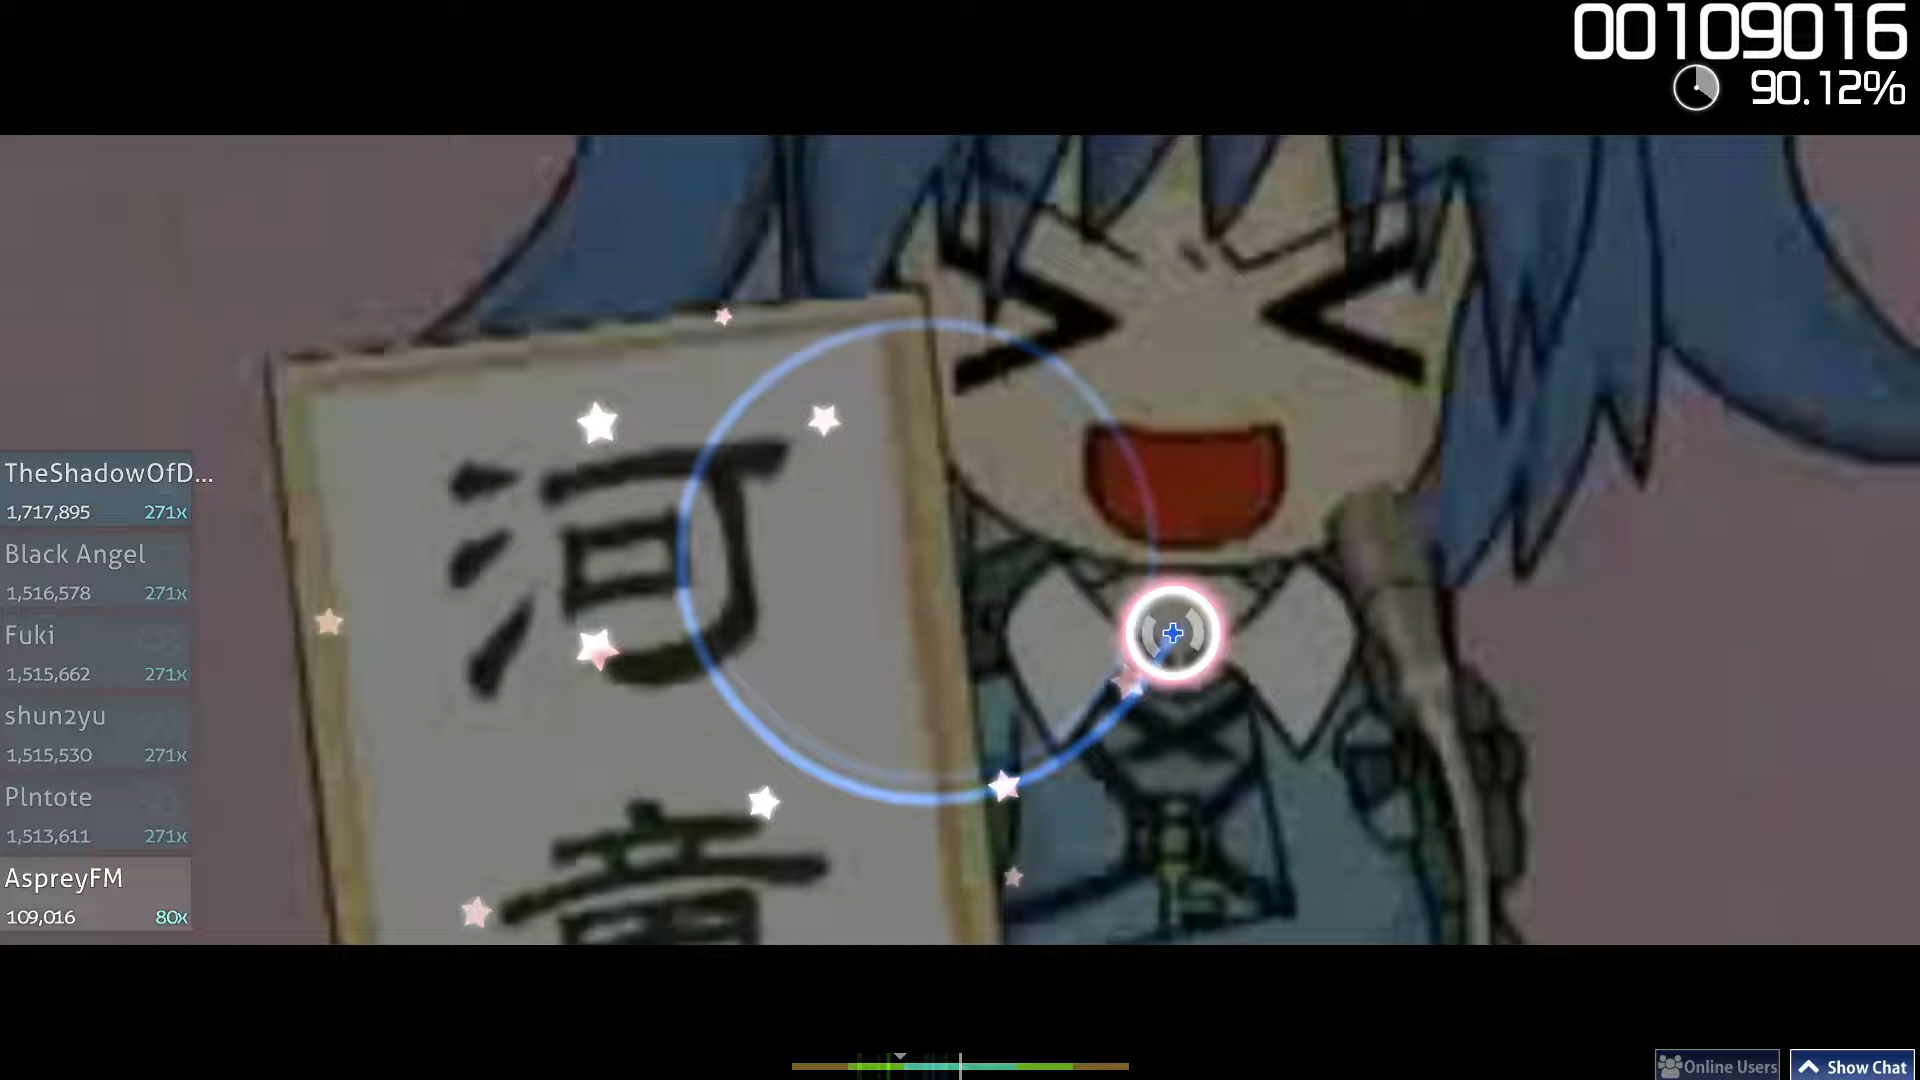 00109016
90.12%
河
童
TheShadowOfD...
1,717,895 271x
Black Angel
1,516,578 271x
Fuki
1,515,662 271x
shun2yu
1,515,530 271x
Plntote
1,513,611 271x
AspreyFM
109,016 80x
Online Users
Show Chat